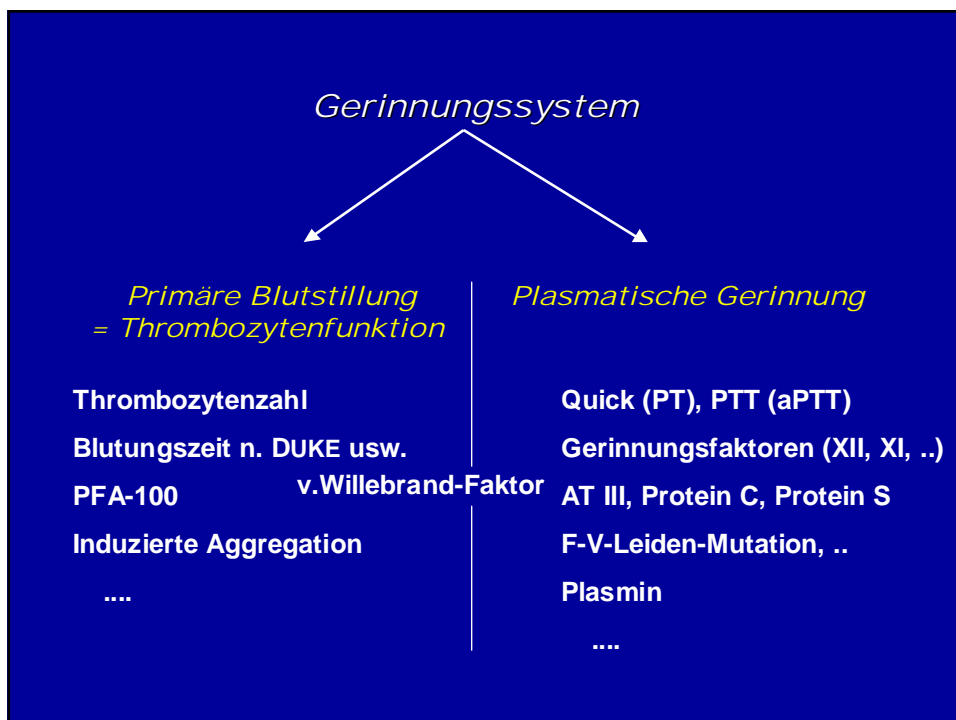 Gerinnungssystem
Primäre Blutstillung
= Thrombozytenfunktion
Thrombozytenzahl
Blutungszeit n. DUKE usw.
PFA-100
Induzierte Aggregation
....
v.Willebrand-Faktor
Plasmatische Gerinnung
Quick (PT), PTT (aPTT)
Gerinnungsfaktoren (XII, XI, ..)
AT III, Protein C, Protein S
F-V-Leiden-Mutation, ..
Plasmin
....